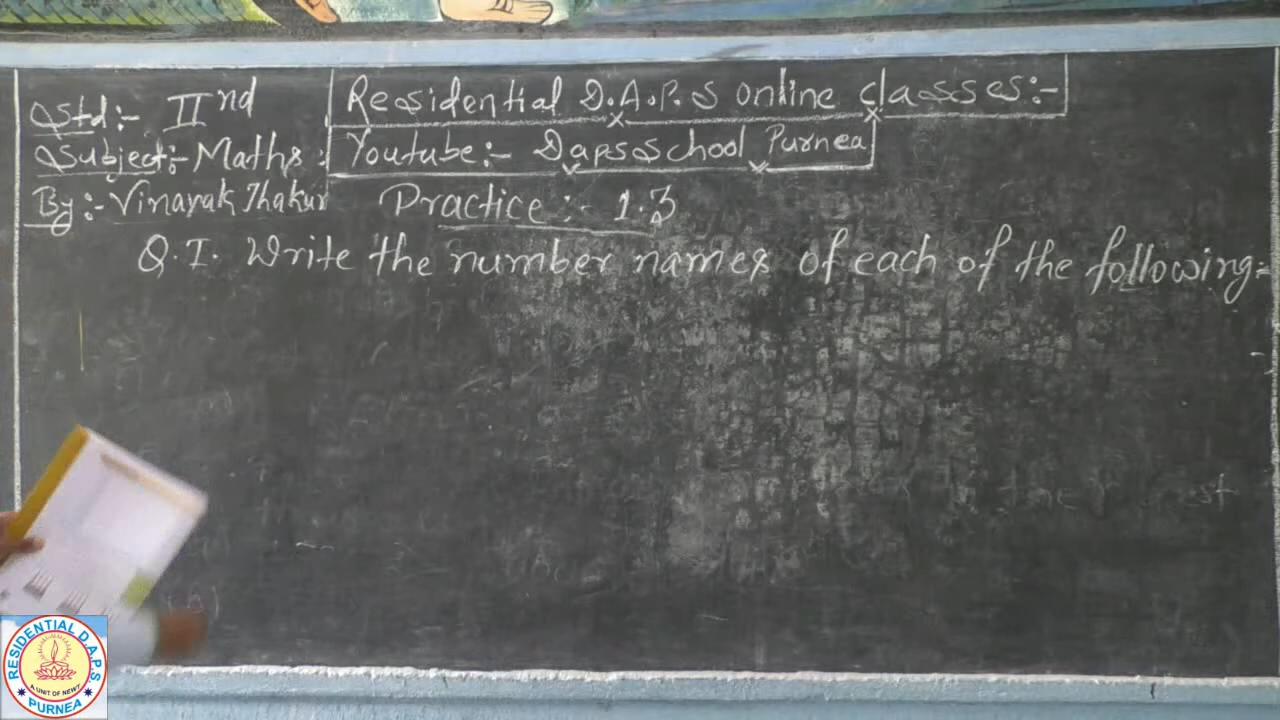 Std:- IInd
Residential D.A.P.S online classes:-
Subject:- Maths:
Youtube:- Dapsschool Purnea
By:- Vinayak Thakur
Practice:- 1.3
Q.I. Write the number names of each of the following:-
RESIDENTIAL D.A.P.S
PURNEA